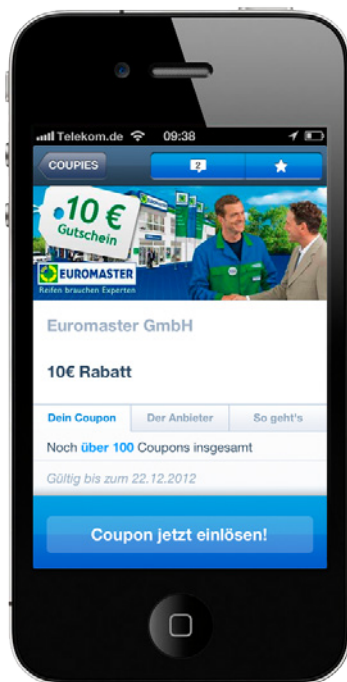 Telekom.de 09:38
COUPIES
2
10 €
Gutschein
EUROMASTER
Reifen brauchen Experten
Euromaster GmbH
10€ Rabatt
Dein Coupon Der Anbieter So geht's
Noch über 100 Coupons insgesamt
Gültig bis zum 22.12.2012
Coupon jetzt einlösen!